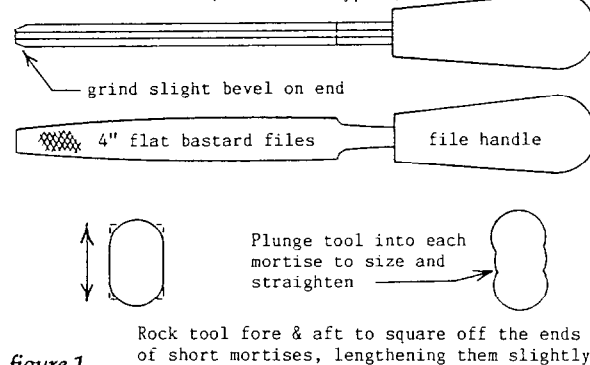 grind slight bevel on end
4" flat bastard files
file handle
Plunge tool into each
mortise to size and
straighten
Rock tool fore & aft to square off the ends
of short mortises, lengthening them slightly
figure 1